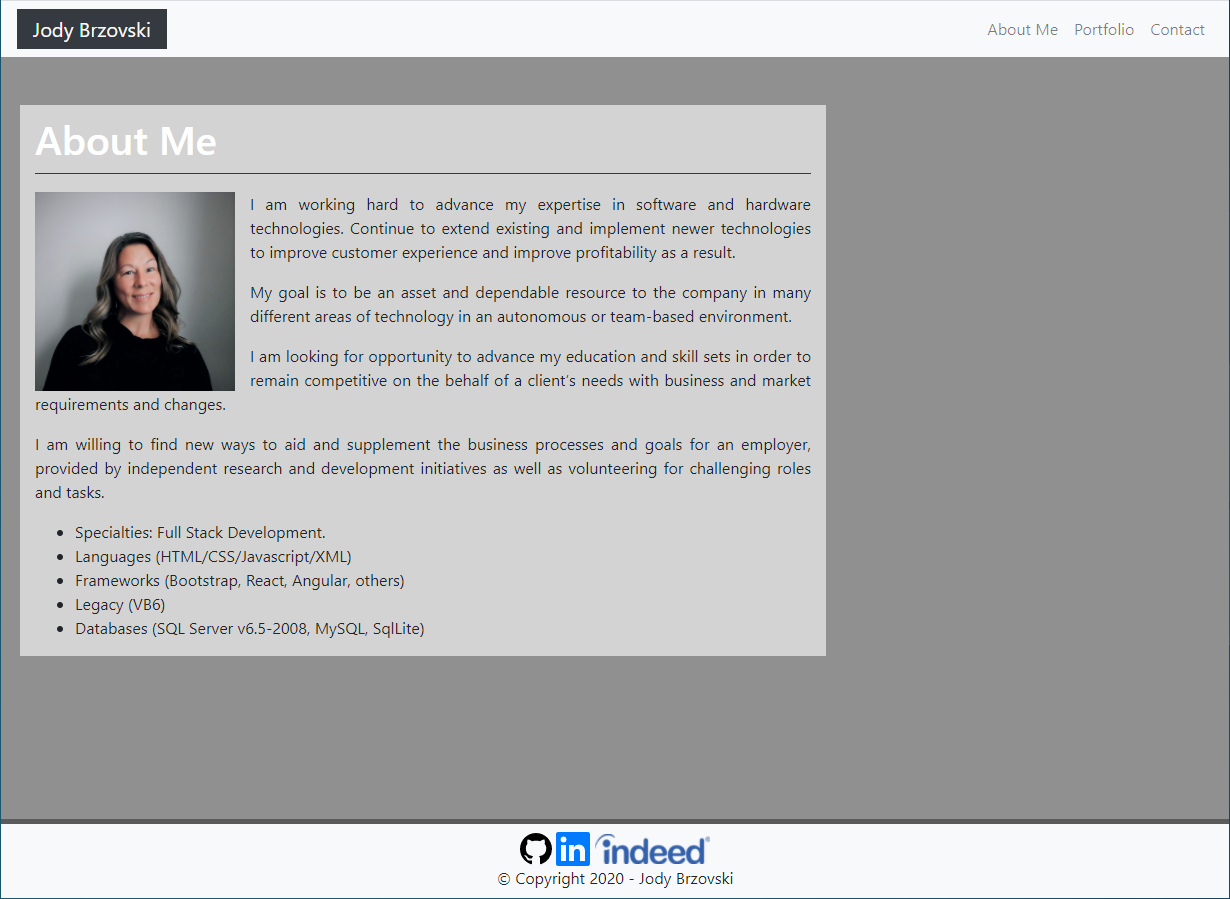 Jody Brzovski
About Me Portfolio Contact
About Me
I am working hard to advance my expertise in software and hardware
technologies. Continue to extend existing and implement newer technologies
to improve customer experience and improve profitability as a result.
My goal is to be an asset and dependable resource to the company in many
different areas of technology in an autonomous or team-based environment.
I am looking for opportunity to advance my education and skill sets in order to
remain competitive on the behalf of a client's needs with business and market
requirements and changes.
I am willing to find new ways to aid and supplement the business processes and goals for an employer,
provided by independent research and development initiatives as well as volunteering for challenging roles
and tasks.
• Specialties: Full Stack Development.
• Languages (HTML/CSS/Javascript/XML)
• Frameworks (Bootstrap, React, Angular, others)
• Legacy (VB6)
• Databases (SQL Server v6.5-2008, MySQL, SqlLite)
in indeed
© Copyright 2020 - Jody Brzovski